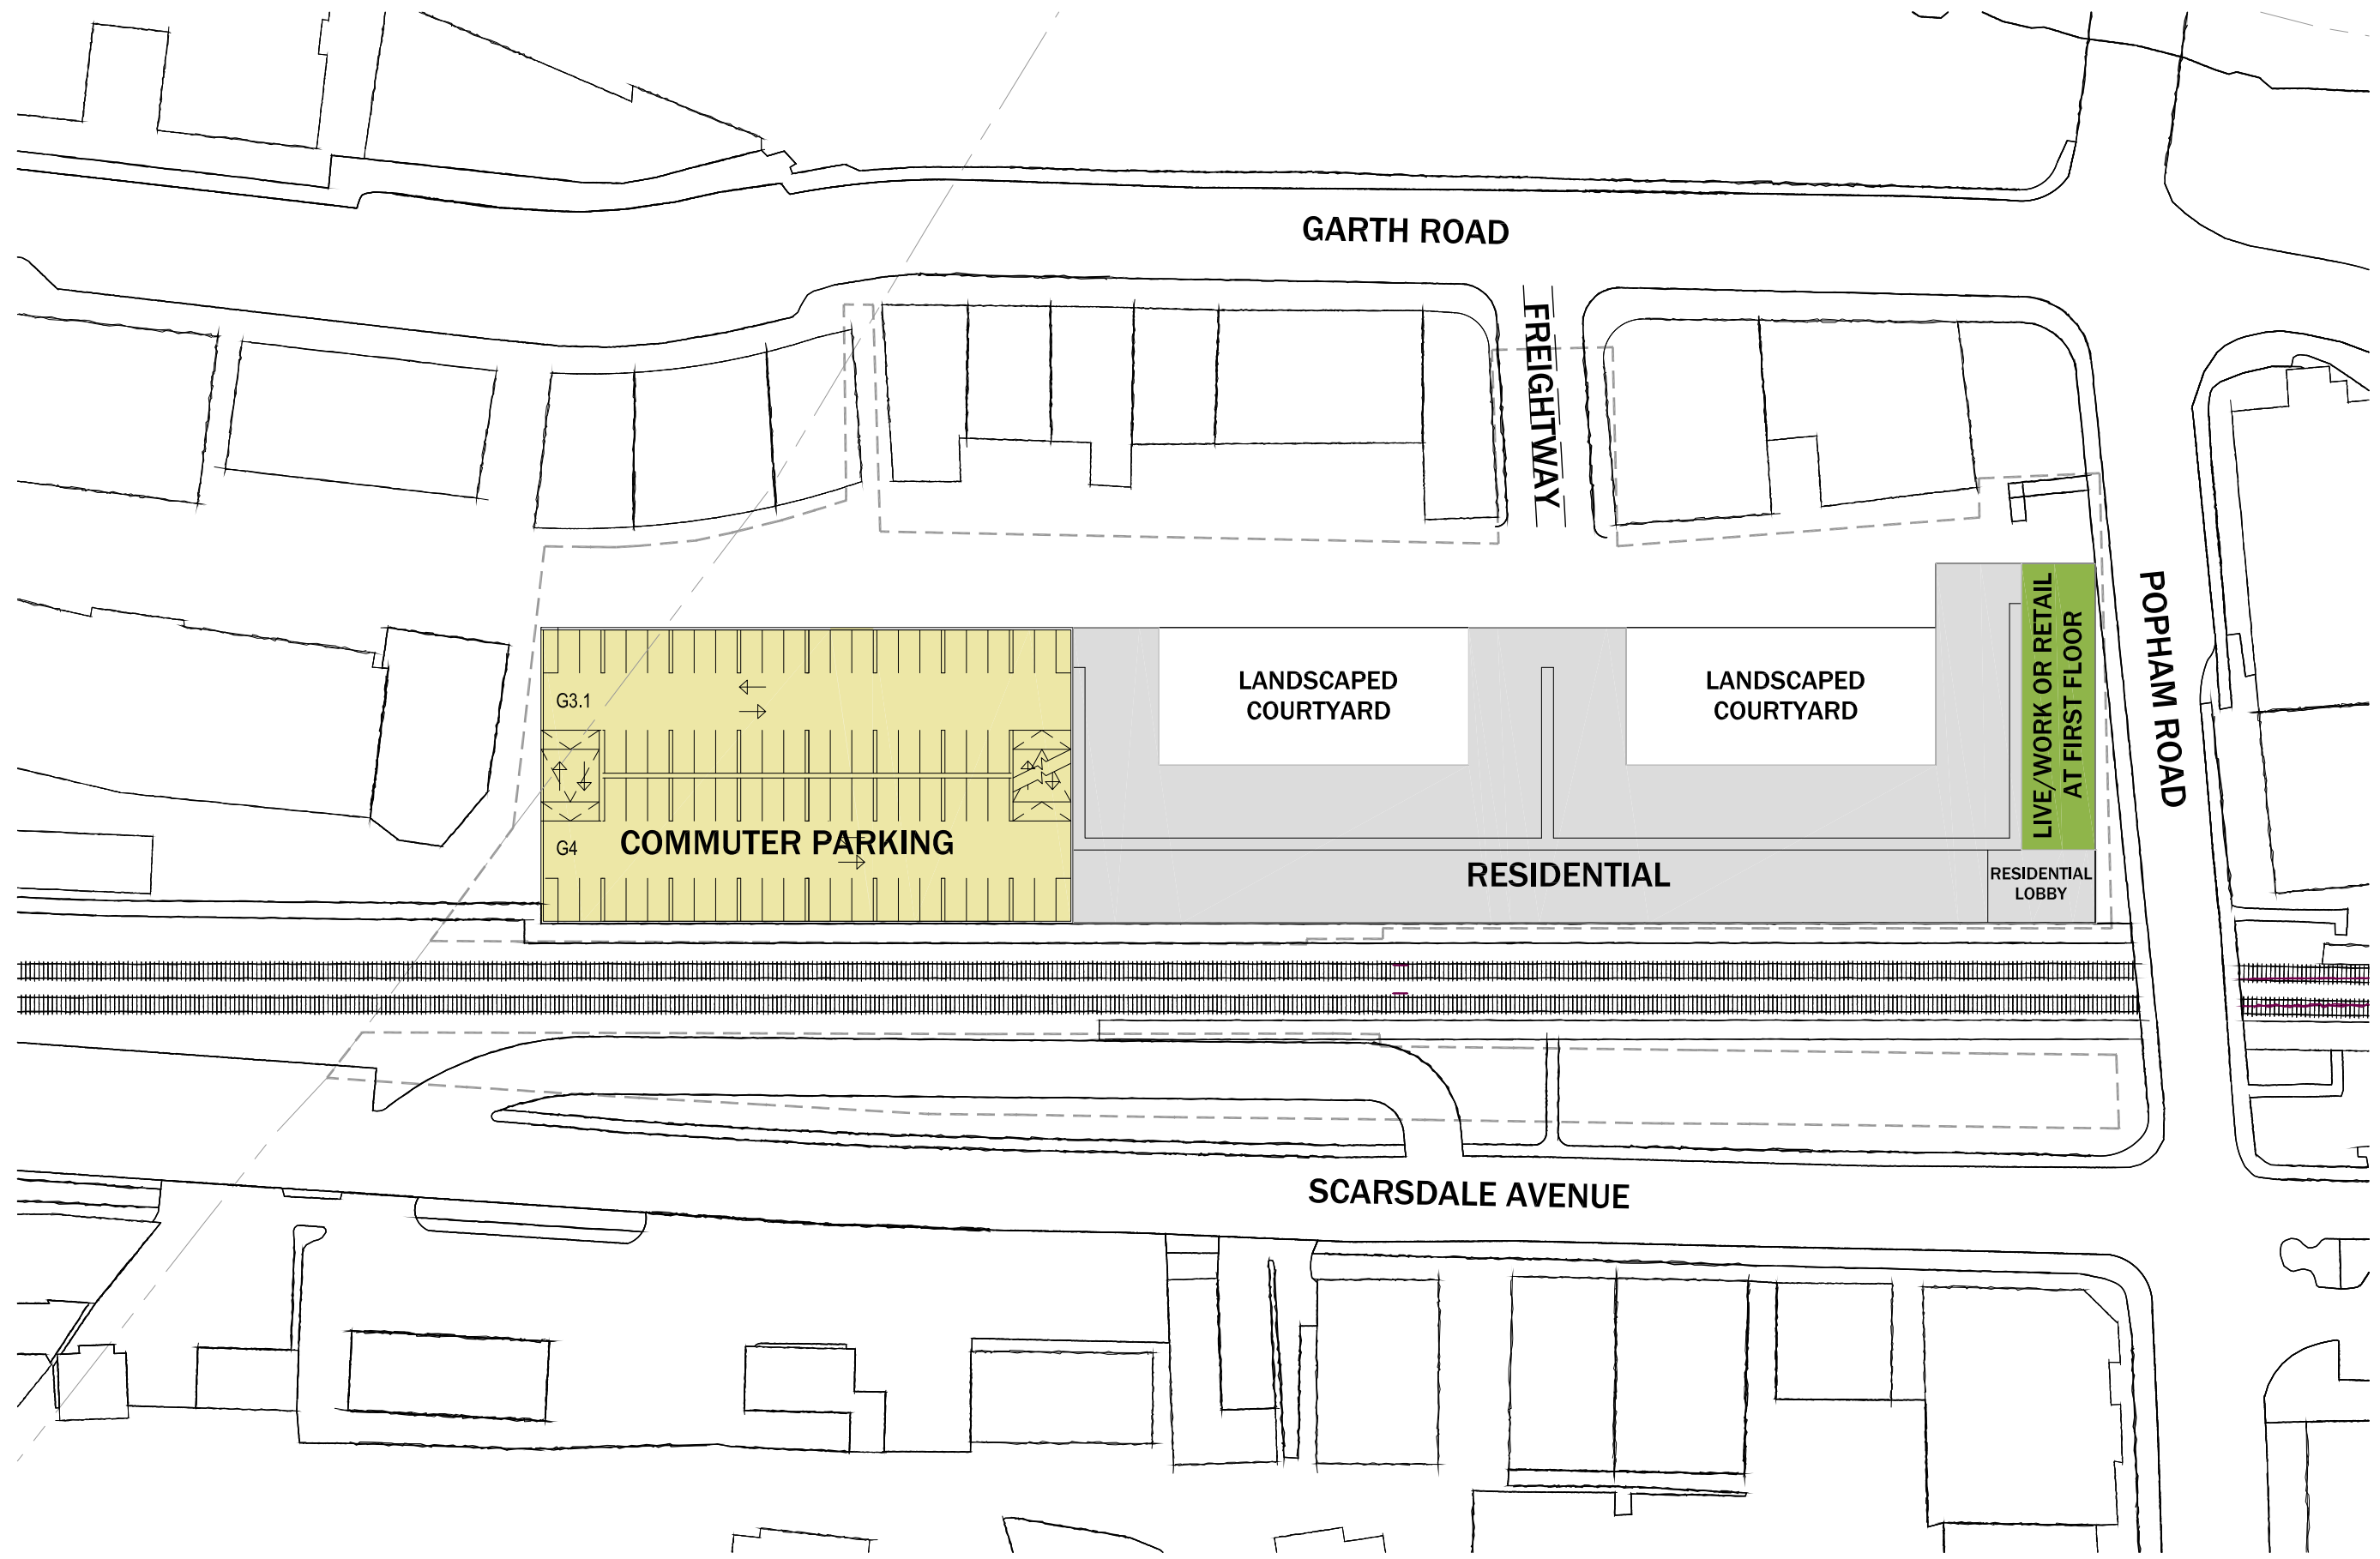 GARTH ROAD
FREIGHTWAY
POPHAM ROAD
LIVE/WORK OR RETAIL
AT FIRST FLOOR
LANDSCAPED
COURTYARD
LANDSCAPED
COURTYARD
G3.1
G4
COMMUTER PARKING
RESIDENTIAL
RESIDENTIAL
LOBBY
SCARSDALE AVENUE